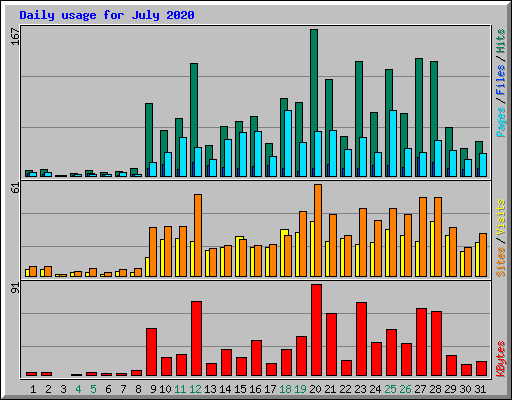 Daily usage for July 2020
167
Pages / Files / Hits
61
Sites / Visits
91
KBytes
1 2 3 4 5 6 7 8 9 10 11 12 13 14 15 16 17 18 19 20 21 22 23 24 25 26 27 28 29 30 31